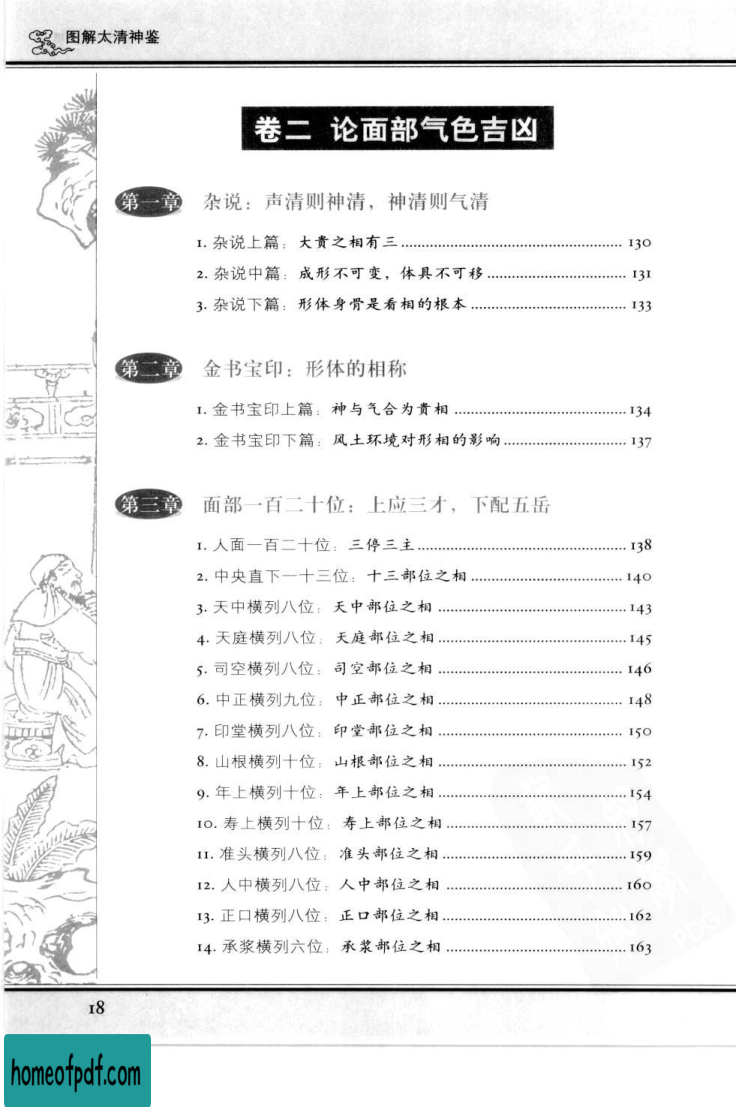 图解太清神鉴
卷二 论面部气色吉凶
第一章 杂说：声清则神清，神清则气清
1. 杂说上篇：大贵之相有三 130
2. 杂说中篇：成形不可变，体具不可移 131
3. 杂说下篇：形体身骨是看相的根本 133
第二章 金书宝印：形体的相称
1. 金书宝印上篇：神与气合为贵相 134
2. 金书宝印下篇：风土环境对形相的影响 137
第三章 面部一百二十位：上应三才，下配五岳
1. 人面一百二十位：三停三主 138
2. 中央直下一十三位：十三部位之相 140
3. 天中横列八位：天中部位之相 143
4. 天庭横列八位：天庭部位之相 145
5. 司空横列八位：司空部位之相 146
6. 中正横列九位：中正部位之相 148
7. 印堂横列八位：印堂部位之相 150
8. 山根横列十位：山根部位之相 152
9. 年上横列十位：年上部位之相 154
10. 寿上横列十位：寿上部位之相 157
11. 准头横列八位：准头部位之相 159
12. 人中横列八位：人中部位之相 160
13. 正口横列八位：正口部位之相 162
14. 承浆横列六位：承浆部位之相 163
18
homeofpdf.com